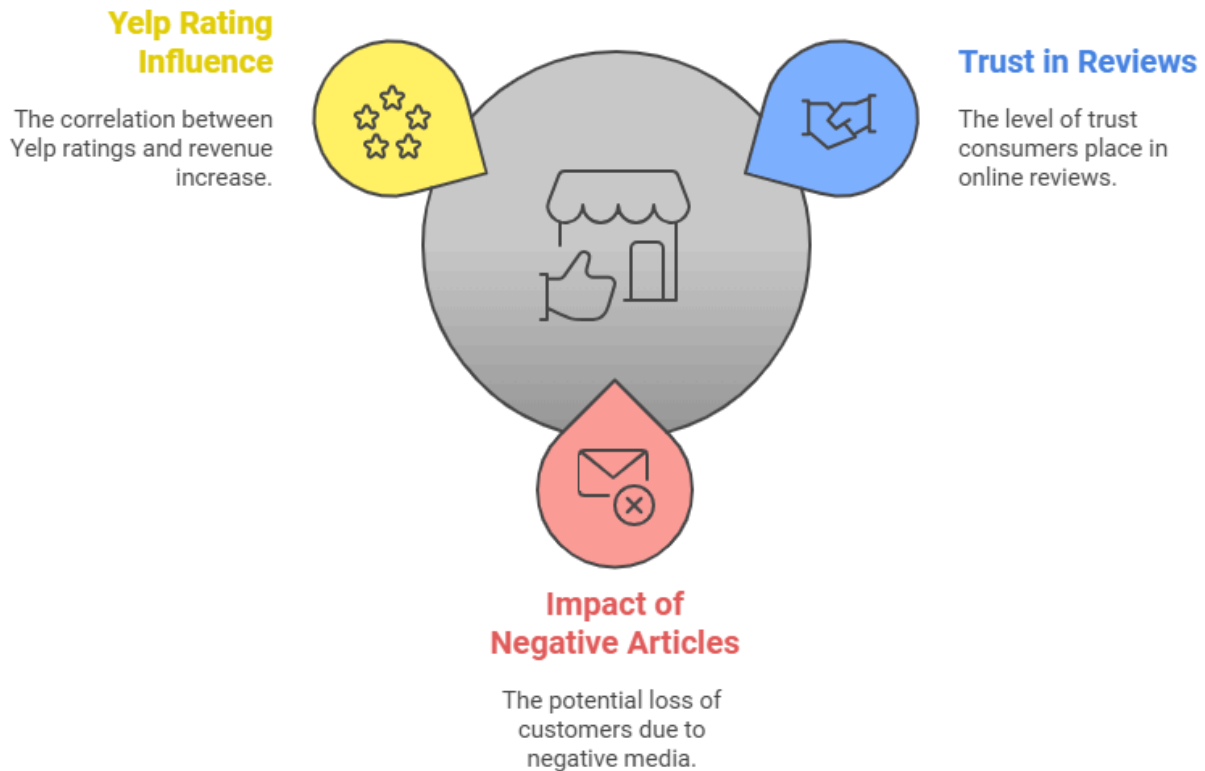 Yelp Rating
Influence
The correlation between
Yelp ratings and revenue
increase.
Trust in Reviews
The level of trust
consumers place in
online reviews.
Impact of
Negative Articles
The potential loss of
customers due to
negative media.